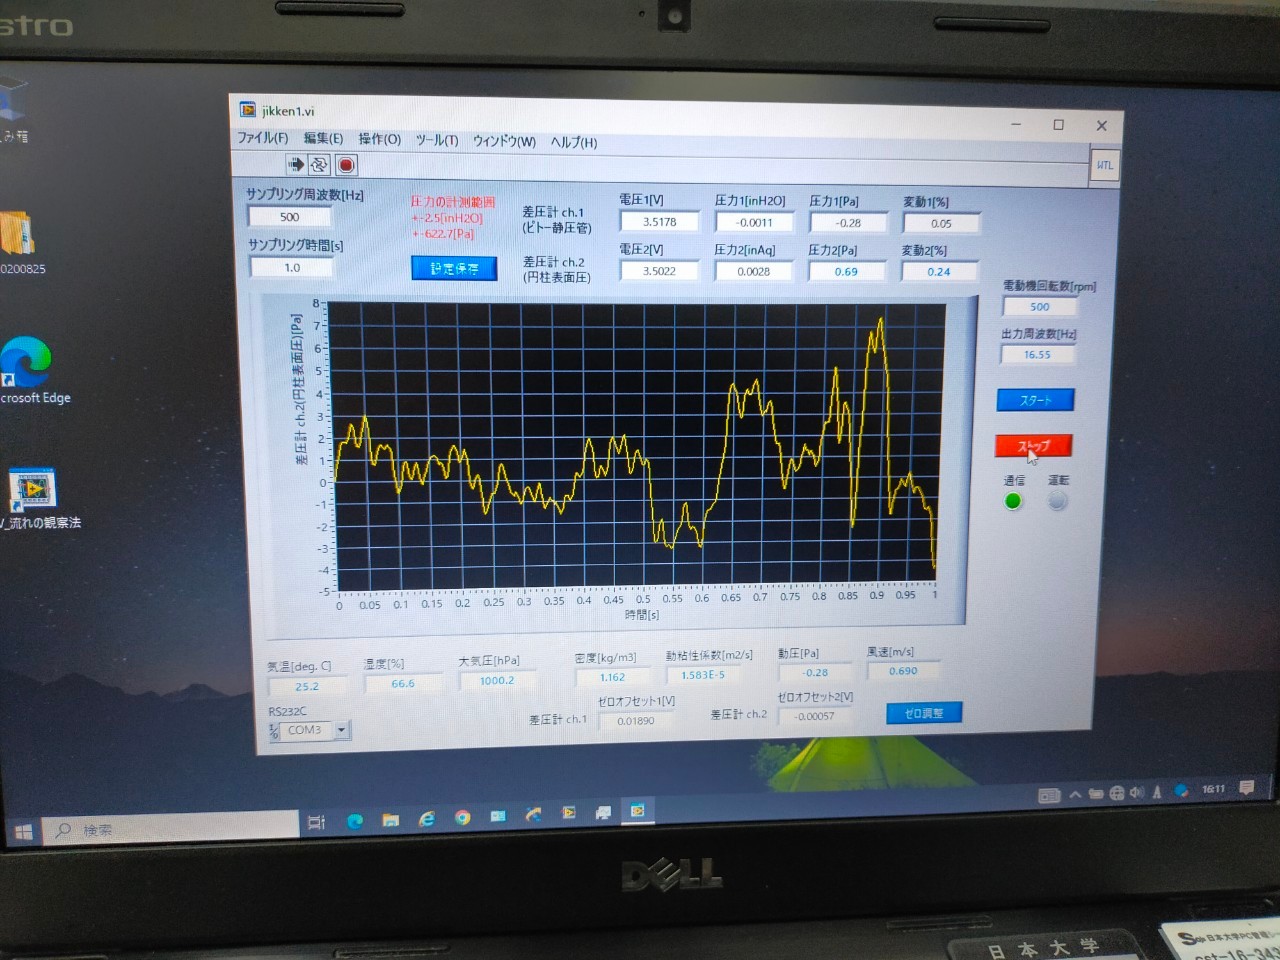 stro
jikken1.vi
ファイル(F) 編集(E) 操作(O) ツール(T) ウィンドウ(W) ヘルプ(H)
WTL
サンプリング周波数[Hz]
500
サンプリング時間[s]
1.0
圧力の計測範囲
+-2.5[inH2O]
+-622.7[Pa]
設定保存
差圧計 ch.1
(ピトー静圧管)
電圧1[V] 圧力1[inH2O] 圧力1[Pa] 変動1[%]
3.5178 -0.0011 -0.28 0.05
差圧計 ch.2
(円柱表面圧)
電圧2[V] 圧力2[inAq] 圧力2[Pa] 変動2[%]
3.5022 0.0028 0.69 0.24
電動機回転数[rpm]
500
出力周波数[Hz]
16.55
スタート
ストップ
通信 運転
差圧計 ch.2(円柱表面圧)[Pa]
8
7
6
5
4
3
2
1
0
-1
-2
-3
-4
-5
0 0.05 0.1 0.15 0.2 0.25 0.3 0.35 0.4 0.45 0.5 0.55 0.6 0.65 0.7 0.75 0.8 0.85 0.9 0.95 1
時間[s]
気温[deg. C] 湿度[%] 大気圧[hPa] 密度[kg/m3] 動粘性係数[m2/s] 動圧[Pa] 風速[m/s]
25.2 66.6 1000.2 1.162 1.583E-5 -0.28 0.690
RS232C
COM3
差圧計 ch.1
ゼロオフセット1[V]
0.01890
差圧計 ch.2
ゼロオフセット2[V]
-0.00057
ゼロ調整
み箱
0200825
crosoft Edge
V_流れの観察法
検索
16:11
DELL
日本大学
日本大学PC管理シー
cst-16-343